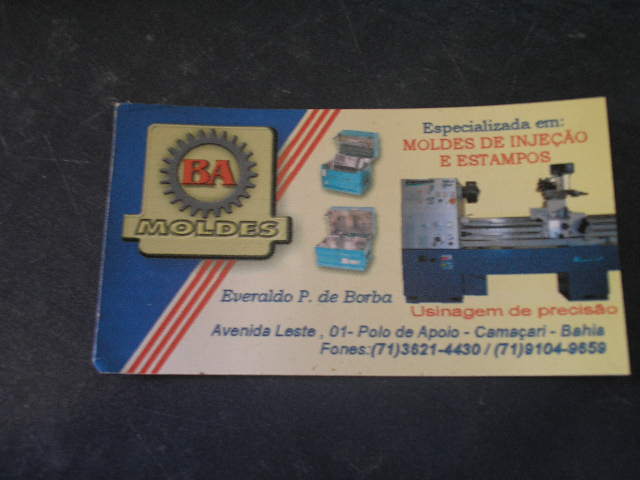 BA
MOLDES
Especializada em:
MOLDES DE INJEÇÃO
E ESTAMPOS
Everaldo P. de Borba
Usinagem de precisão
Avenida Leste , 01- Polo de Apoio - Camaçari - Bahia
Fones:(71)3621-4430 / (71)9104-9659